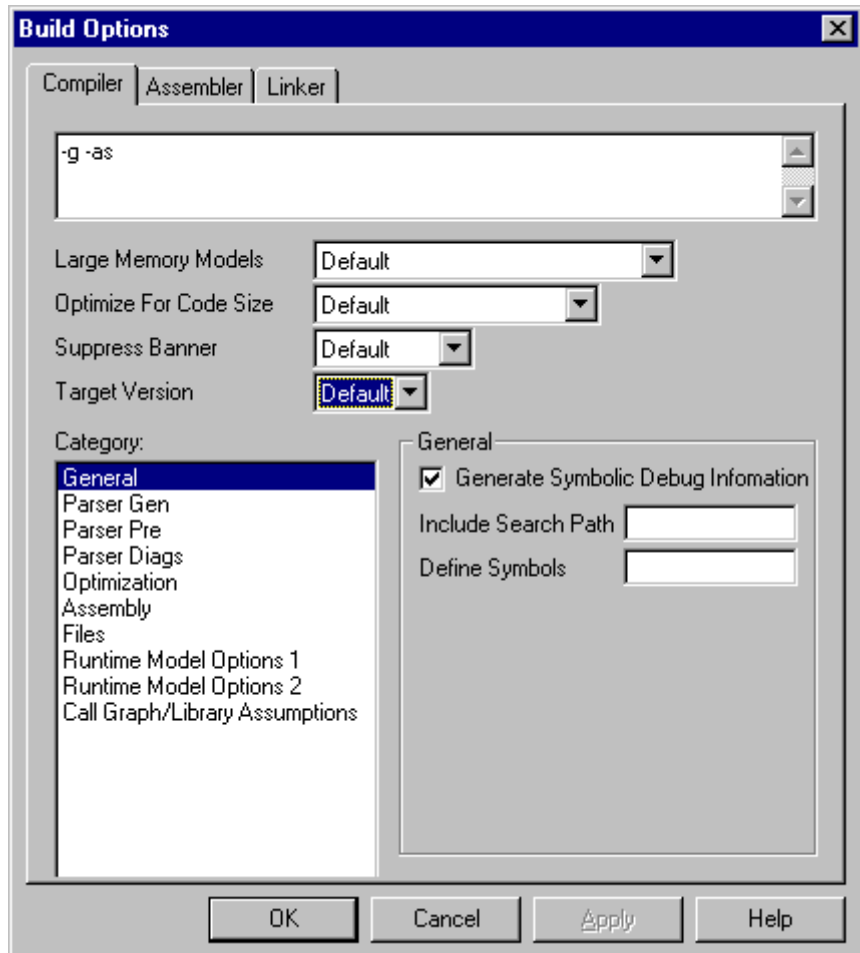 Build Options
Compiler Assembler Linker
-g -as
Large Memory Models Default
Optimize For Code Size Default
Suppress Banner Default
Target Version Default
Category:
General
Parser Gen
Parser Pre
Parser Diags
Optimization
Assembly
Files
Runtime Model Options 1
Runtime Model Options 2
Call Graph/Library Assumptions
General
Generate Symbolic Debug Infomation
Include Search Path
Define Symbols
OK Cancel Apply Help